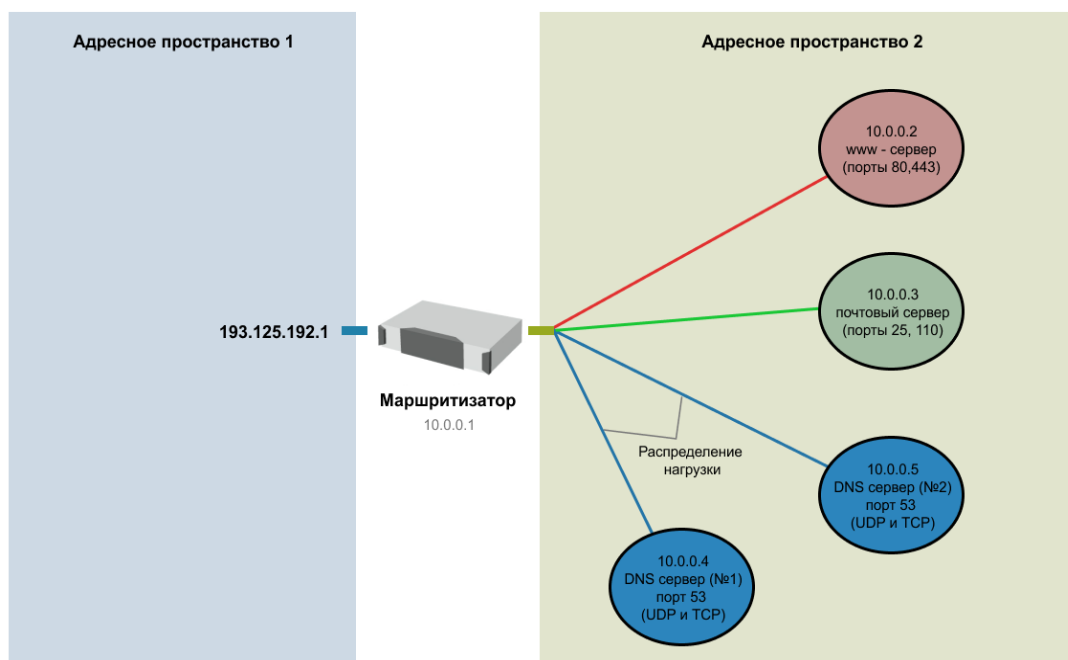 Адресное пространство 1
Адресное пространство 2
10.0.0.2
www - сервер
(порты 80,443)
10.0.0.3
почтовый сервер
(порты 25, 110)
193.125.192.1
Маршритизатор
10.0.0.1
Распределение
нагрузки
10.0.0.5
DNS сервер (№2)
порт 53
(UDP и TCP)
10.0.0.4
DNS сервер (№1)
порт 53
(UDP и TCP)